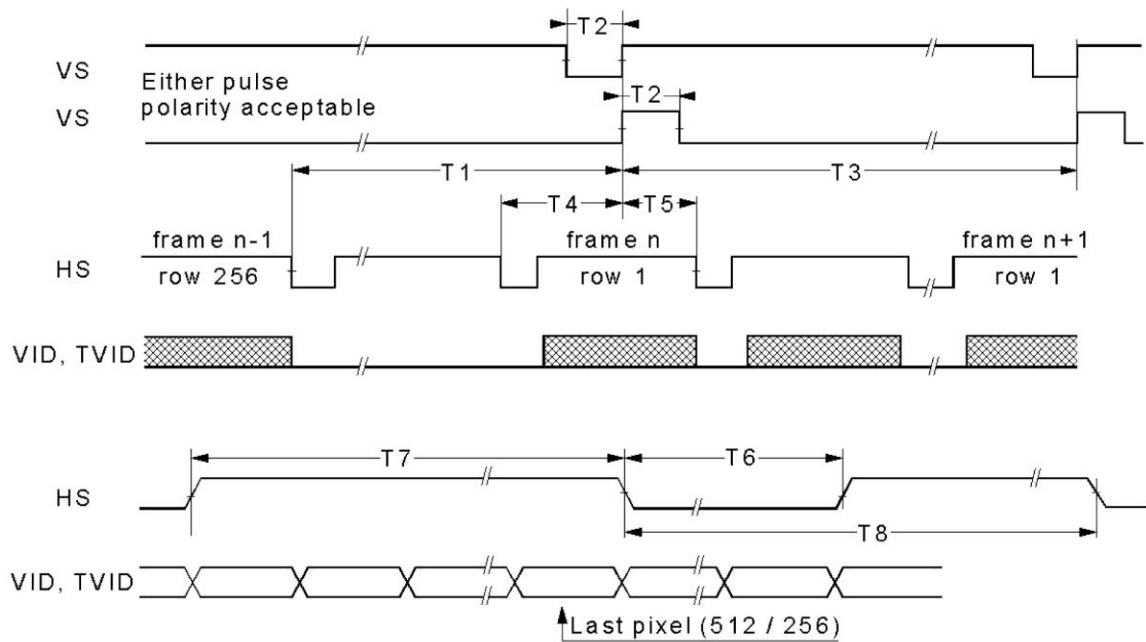 T2
VS
Either pulse
polarity acceptable
T2
VS
T1
T3
T4
T5
frame n-1
frame n
frame n+1
HS
row 256
row 1
row 1
VID, TVID
T7
T6
HS
T8
VID, TVID
Last pixel (512 / 256)